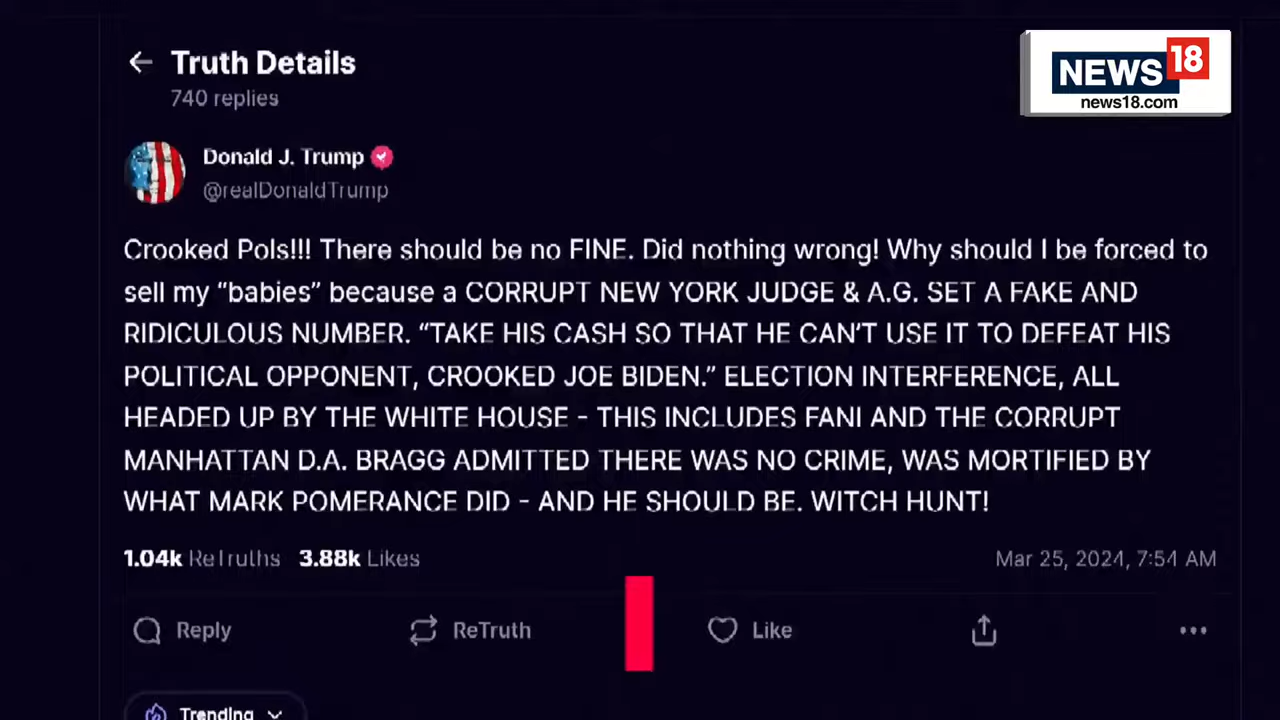 Truth Details
740 replies
NEWS 18
news18.com
Donald J. Trump
@realDonaldTrump
Crooked Pols!!! There should be no FINE. Did nothing wrong! Why should I be forced to
sell my “babies” because a CORRUPT NEW YORK JUDGE & A.G. SET A FAKE AND
RIDICULOUS NUMBER. “TAKE HIS CASH SO THAT HE CAN’T USE IT TO DEFEAT HIS
POLITICAL OPPONENT, CROOKED JOE BIDEN.” ELECTION INTERFERENCE, ALL
HEADED UP BY THE WHITE HOUSE - THIS INCLUDES FANI AND THE CORRUPT
MANHATTAN D.A. BRAGG ADMITTED THERE WAS NO CRIME, WAS MORTIFIED BY
WHAT MARK POMERANCE DID - AND HE SHOULD BE. WITCH HUNT!
1.04k ReTruths 3.88k Likes Mar 25, 2024, 7:54 AM
Reply ReTruth Like
Trending